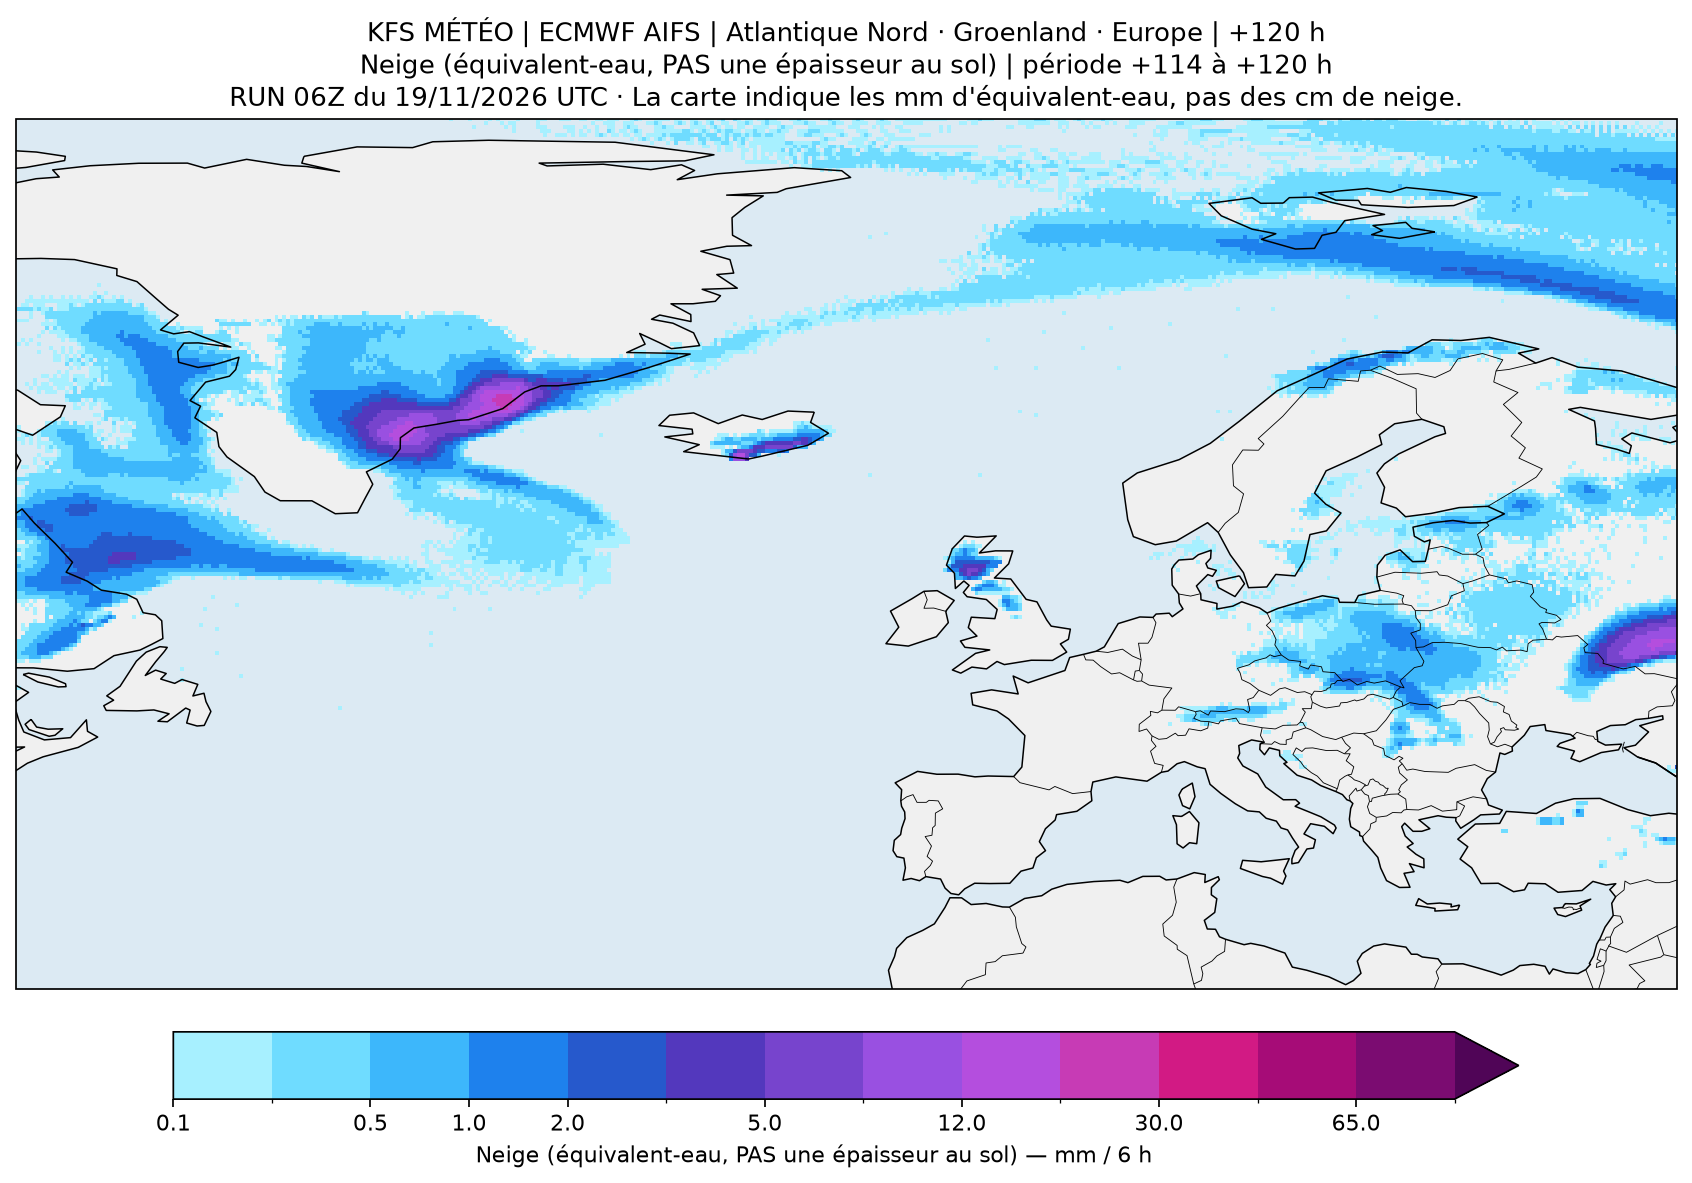 KFS MÉTÉO | ECMWF AIFS | Atlantique Nord · Groenland · Europe | +120 h
Neige (équivalent-eau, PAS une épaisseur au sol) | période +114 à +120 h
RUN 06Z du 19/11/2026 UTC · La carte indique les mm d'équivalent-eau, pas des cm de neige.
0.1 0.5 1.0 2.0 5.0 12.0 30.0 65.0
Neige (équivalent-eau, PAS une épaisseur au sol) — mm / 6 h